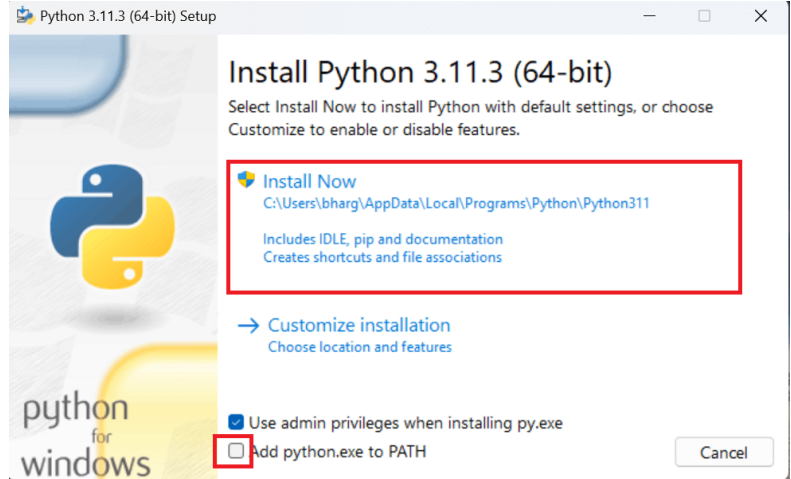 Python 3.11.3 (64-bit) Setup
Install Python 3.11.3 (64-bit)
Select Install Now to install Python with default settings, or choose
Customize to enable or disable features.
Install Now
C:\Users\bharg\AppData\Local\Programs\Python\Python311
Includes IDLE, pip and documentation
Creates shortcuts and file associations
Customize installation
Choose location and features
python
for
windows
Use admin privileges when installing py.exe
Add python.exe to PATH
Cancel